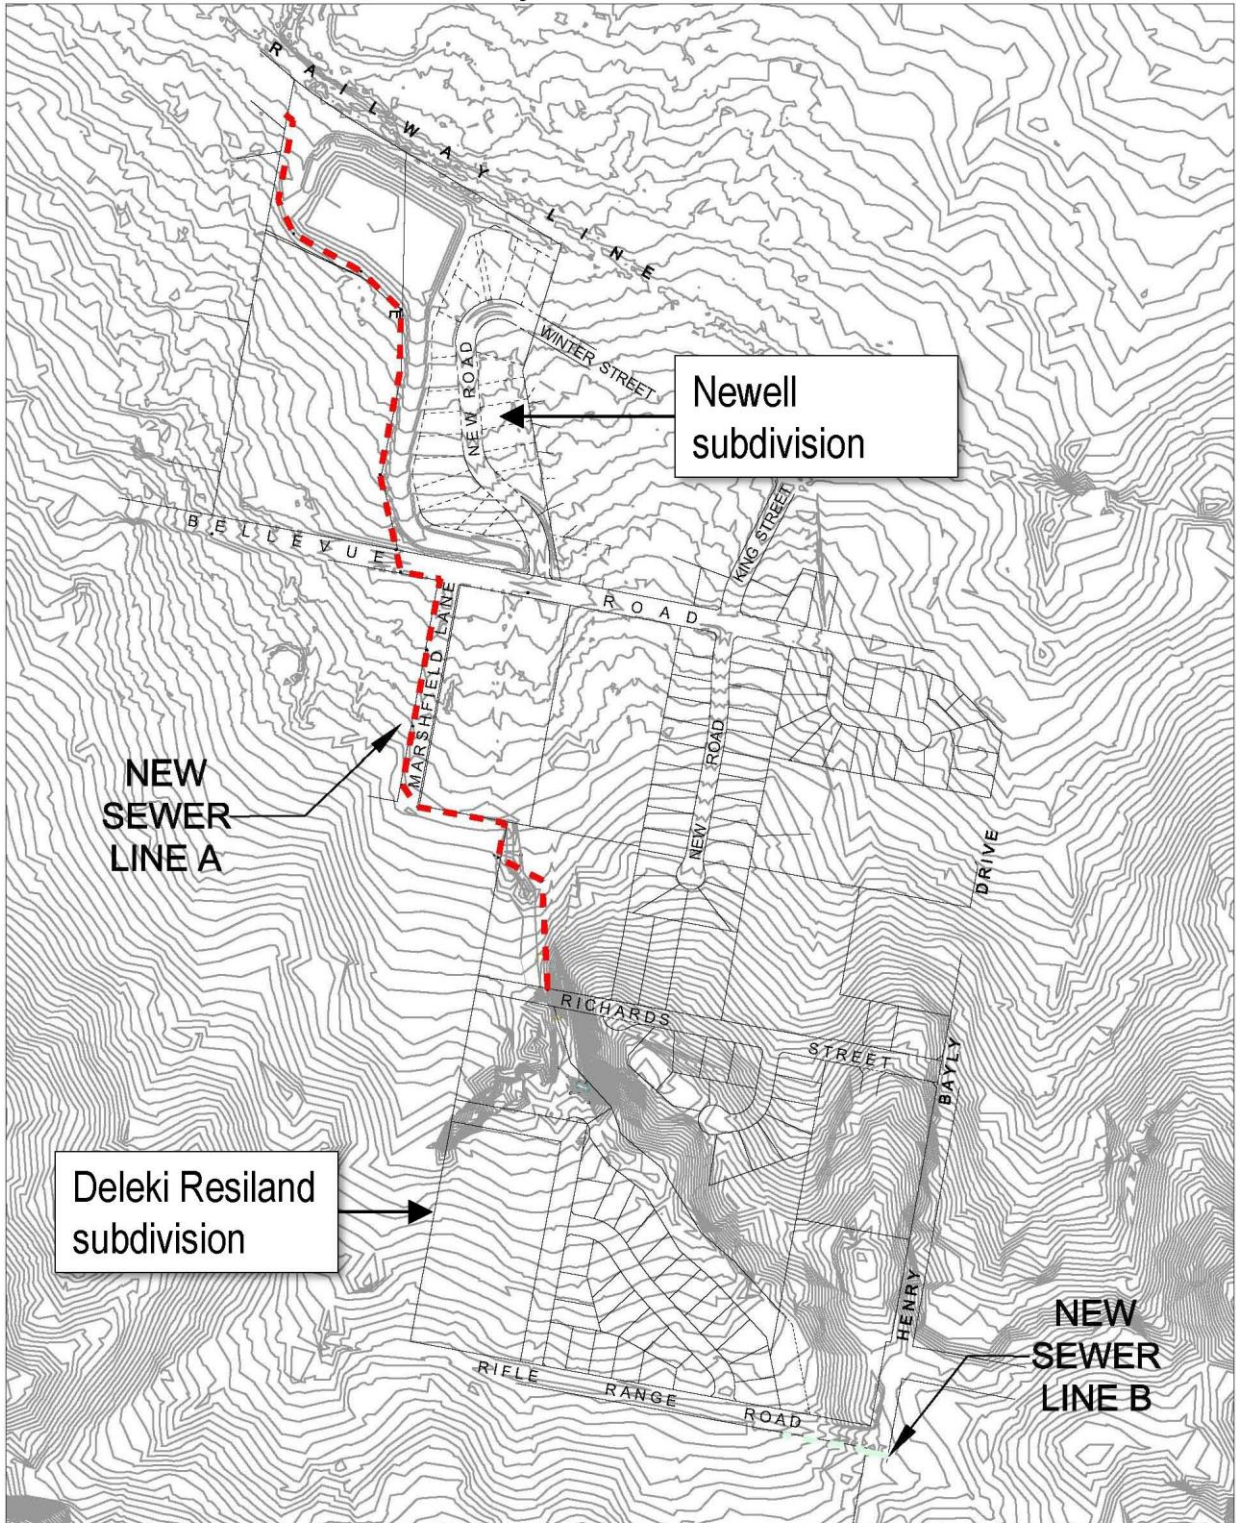 RAILWAY LINE
E
WINTER STREET
NEW ROAD
Newell
subdivision
KING STREET
BELLEVUE ROAD
MARSHFIELD LANE
NEW
SEWER
LINE A
NEW ROAD
DRIVE
RICHARDS STREET
BAYLY
Deleki Resiland
subdivision
HENRY
NEW
SEWER
LINE B
RIFLE RANGE ROAD